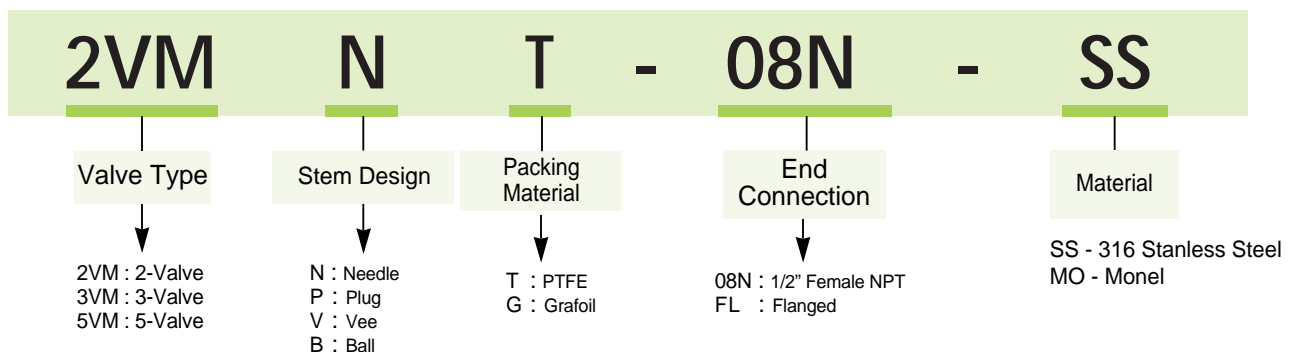 2VM N T - 08N - SS
Valve Type
Stem Design
Packing
Material
End
Connection
Material
2VM : 2-Valve
3VM : 3-Valve
5VM : 5-Valve
N : Needle
P : Plug
V : Vee
B : Ball
T : PTFE
G : Grafoil
08N : 1/2” Female NPT
FL : Flanged
SS - 316 Stanless Steel
MO - Monel